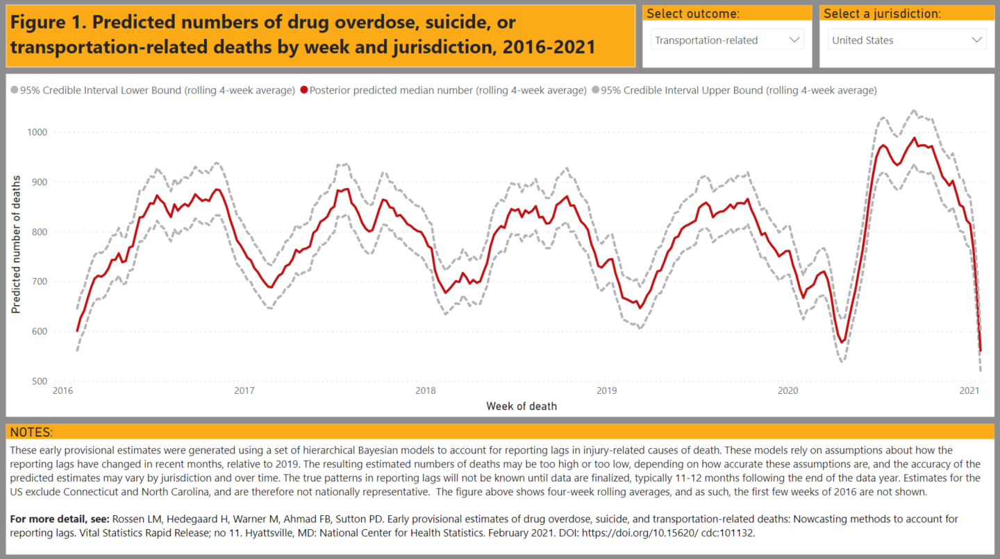 Figure 1. Predicted numbers of drug overdose, suicide, or
transportation-related deaths by week and jurisdiction, 2016-2021
Select outcome:
Transportation-related
Select a jurisdiction:
United States
95% Credible Interval Lower Bound (rolling 4-week average) Posterior predicted median number (rolling 4-week average) 95% Credible Interval Upper Bound (rolling 4-week average)
Predicted number of deaths
1000
900
800
700
600
500
2016 2017 2018 2019 2020 2021
Week of death
NOTES:
These early provisional estimates were generated using a set of hierarchical Bayesian models to account for reporting lags in injury-related causes of death. These models rely on assumptions about how the
reporting lags have changed in recent months, relative to 2019. The resulting estimated numbers of deaths may be too high or too low, depending on how accurate these assumptions are, and the accuracy of the
predicted estimates may vary by jurisdiction and over time. The true patterns in reporting lags will not be known until data are finalized, typically 11-12 months following the end of the data year. Estimates for the
US exclude Connecticut and North Carolina, and are therefore not nationally representative.  The figure above shows four-week rolling averages, and as such, the first few weeks of 2016 are not shown.
For more detail, see: Rossen LM, Hedegaard H, Warner M, Ahmad FB, Sutton PD. Early provisional estimates of drug overdose, suicide, and transportation-related deaths: Nowcasting methods to account for
reporting lags. Vital Statistics Rapid Release; no 11. Hyattsville, MD: National Center for Health Statistics. February 2021. DOI: https://doi.org/10.15620/ cdc:101132.